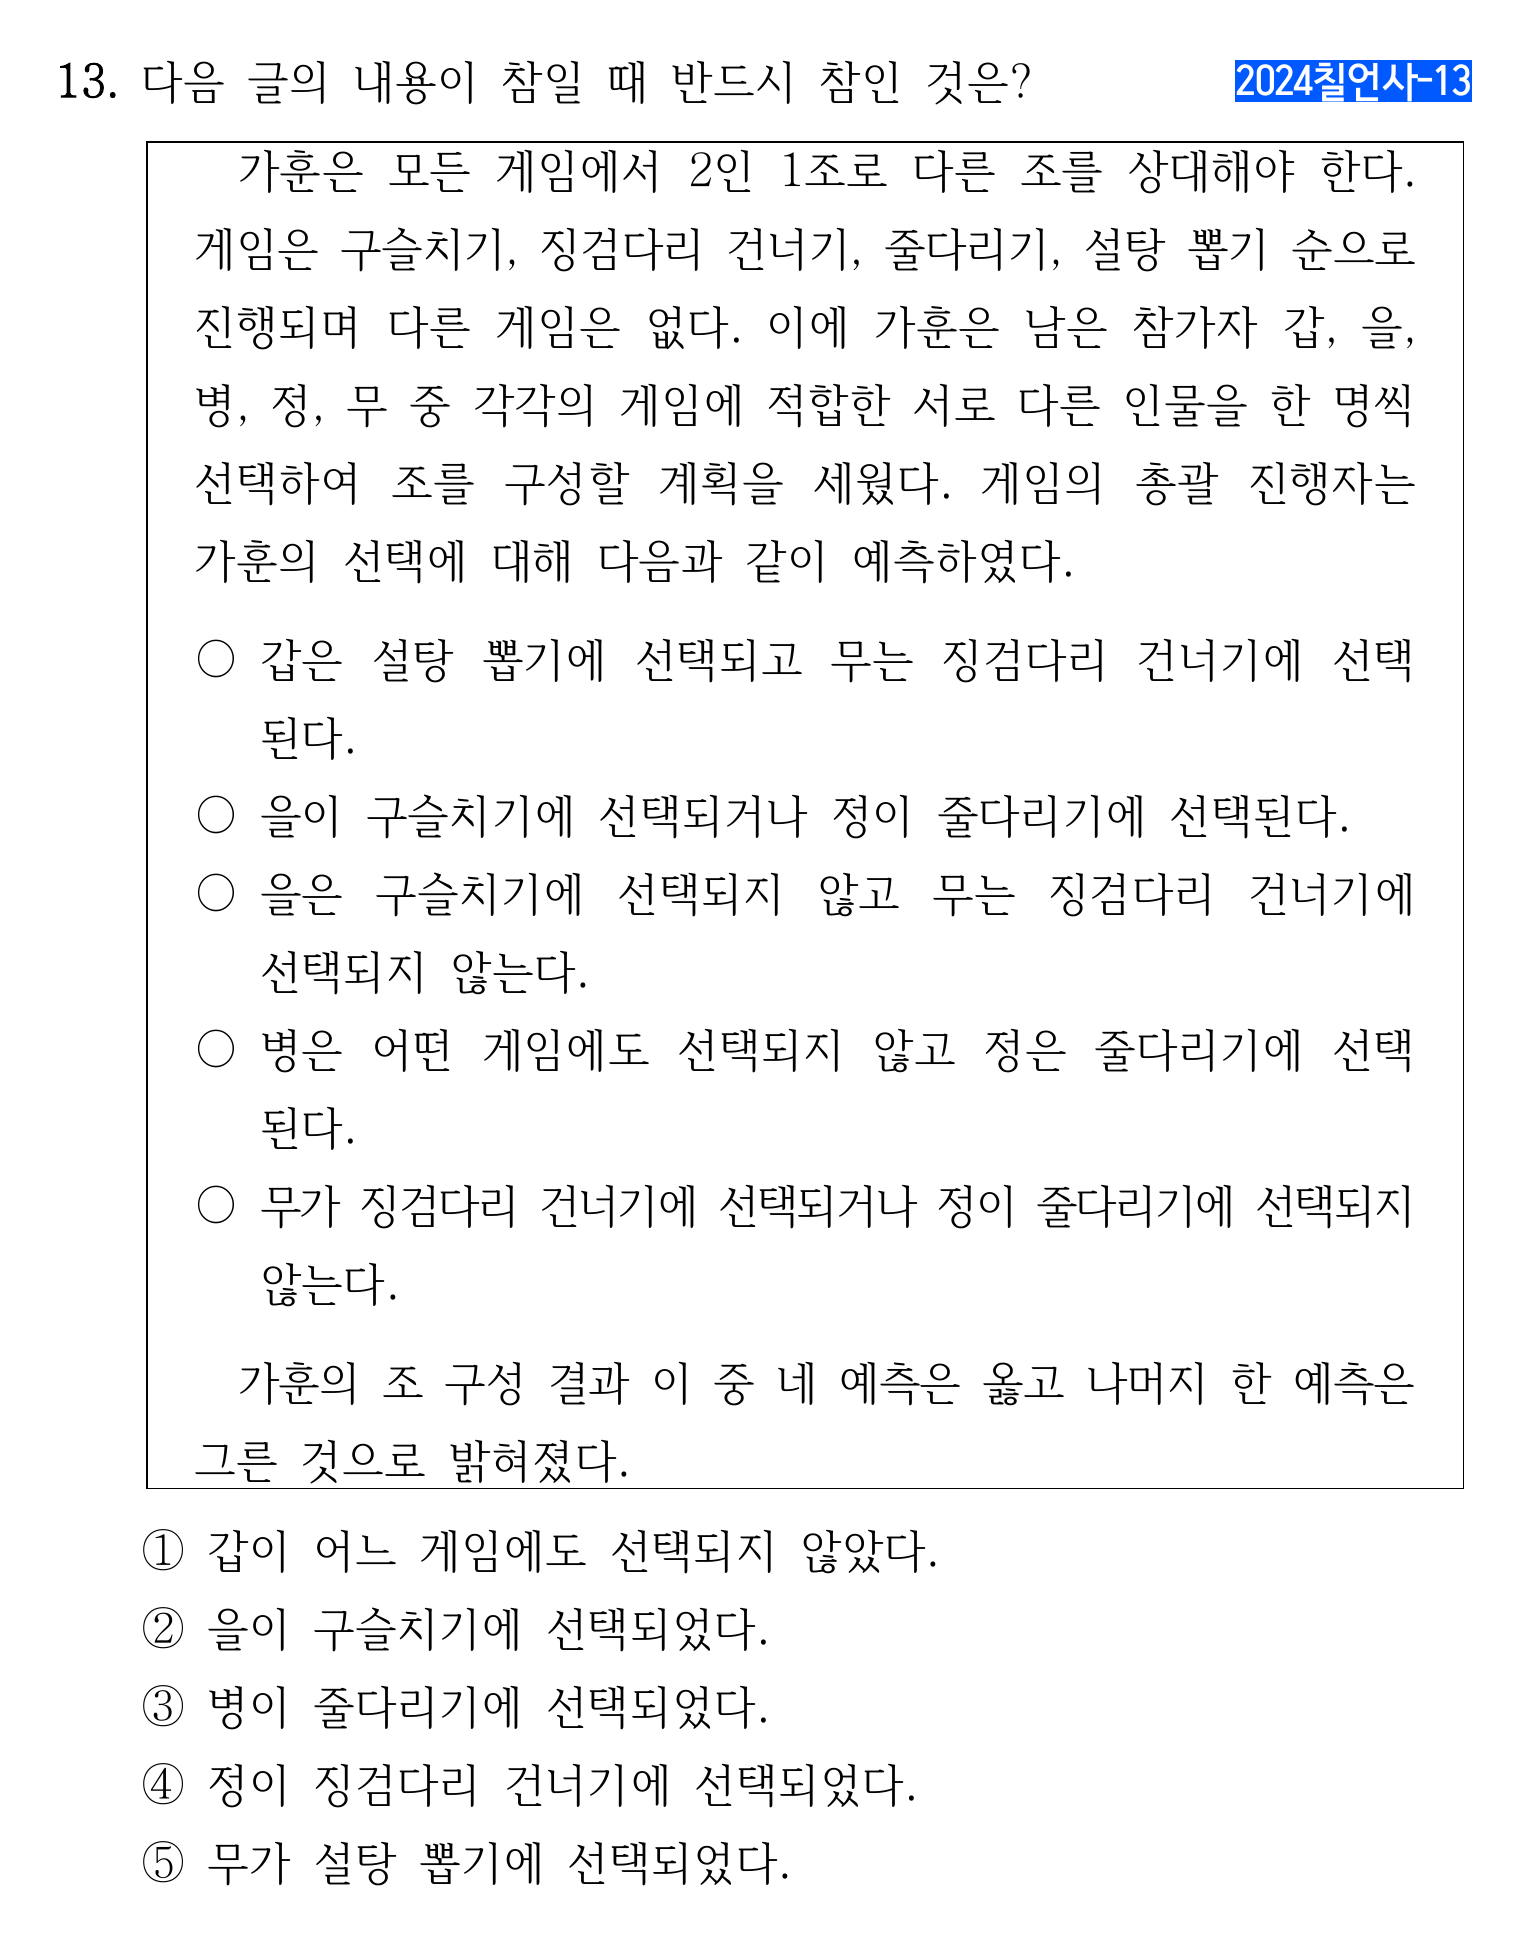 13. 다음 글의 내용이 참일 때 반드시 참인 것은?
2024칠언사-13
가훈은 모든 게임에서 2인 1조로 다른 조를 상대해야 한다.
게임은 구슬치기, 징검다리 건너기, 줄다리기, 설탕 뽑기 순으로
진행되며 다른 게임은 없다. 이에 가훈은 남은 참가자 갑, 을,
병, 정, 무 중 각각의 게임에 적합한 서로 다른 인물을 한 명씩
선택하여 조를 구성할 계획을 세웠다. 게임의 총괄 진행자는
가훈의 선택에 대해 다음과 같이 예측하였다.
○ 갑은 설탕 뽑기에 선택되고 무는 징검다리 건너기에 선택
된다.
○ 을이 구슬치기에 선택되거나 정이 줄다리기에 선택된다.
○ 을은 구슬치기에 선택되지 않고 무는 징검다리 건너기에
선택되지 않는다.
○ 병은 어떤 게임에도 선택되지 않고 정은 줄다리기에 선택
된다.
○ 무가 징검다리 건너기에 선택되거나 정이 줄다리기에 선택되지
않는다.
가훈의 조 구성 결과 이 중 네 예측은 옳고 나머지 한 예측은
그른 것으로 밝혀졌다.
① 갑이 어느 게임에도 선택되지 않았다.
② 을이 구슬치기에 선택되었다.
③ 병이 줄다리기에 선택되었다.
④ 정이 징검다리 건너기에 선택되었다.
⑤ 무가 설탕 뽑기에 선택되었다.